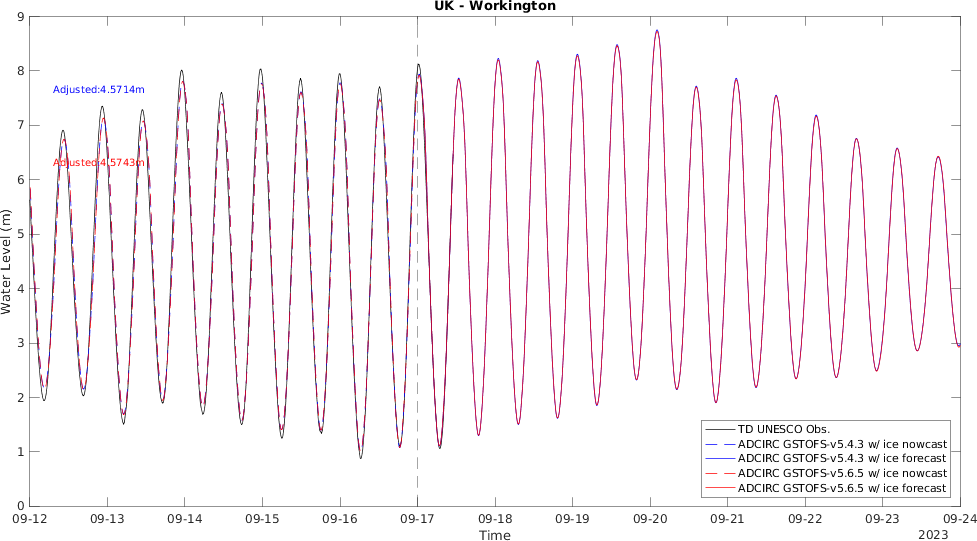 UK - Workington
9
8
7
6
5
4
3
2
1
0
Water Level (m)
Adjusted:4.5714m
Adjusted:4.5743m
TD UNESCO Obs.
ADCIRC GSTOFS-v5.4.3 w/ ice nowcast
ADCIRC GSTOFS-v5.4.3 w/ ice forecast
ADCIRC GSTOFS-v5.6.5 w/ ice nowcast
ADCIRC GSTOFS-v5.6.5 w/ ice forecast
09-12 09-13 09-14 09-15 09-16 09-17 09-18 09-19 09-20 09-21 09-22 09-23 09-24
Time
2023